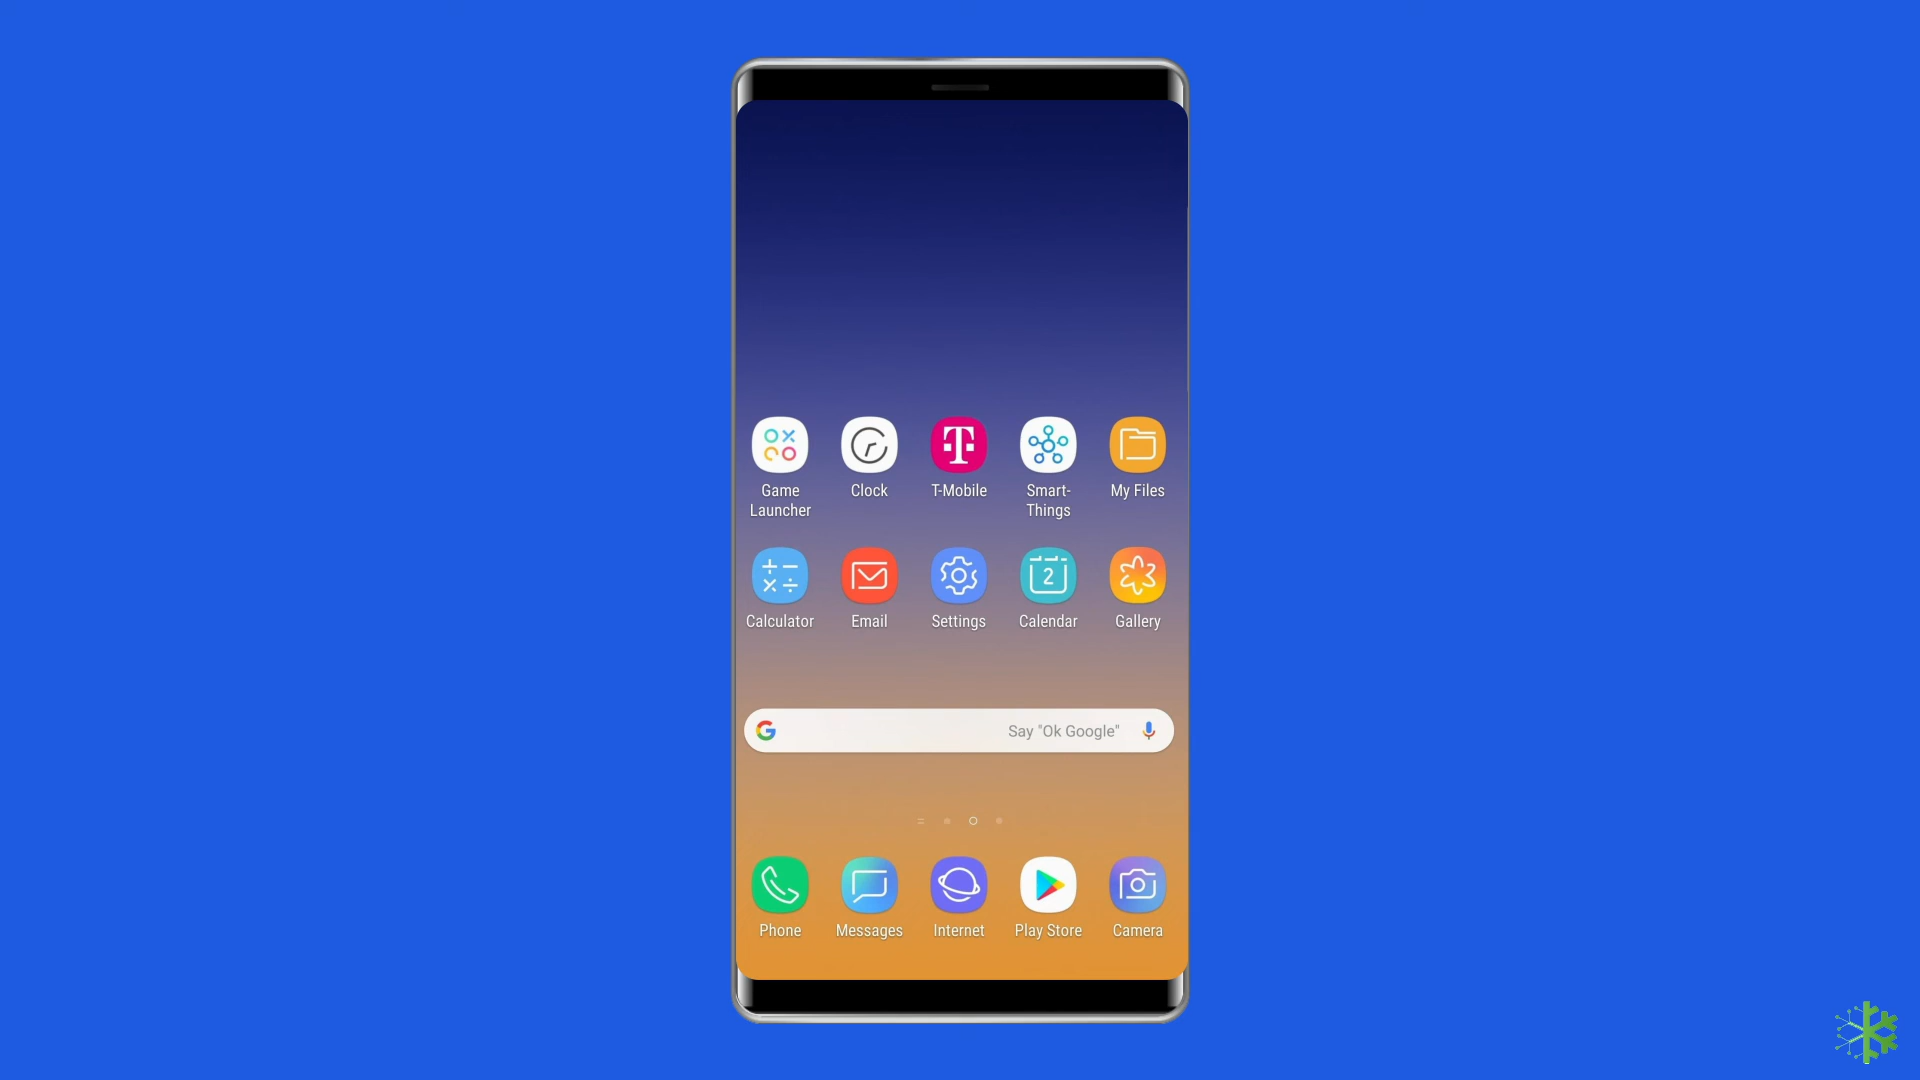 Game
Launcher
Clock
T-Mobile
Smart-
Things
My Files
2
Calculator
Email
Settings
Calendar
Gallery
G
Say "Ok Google"
Phone
Messages
Internet
Play Store
Camera